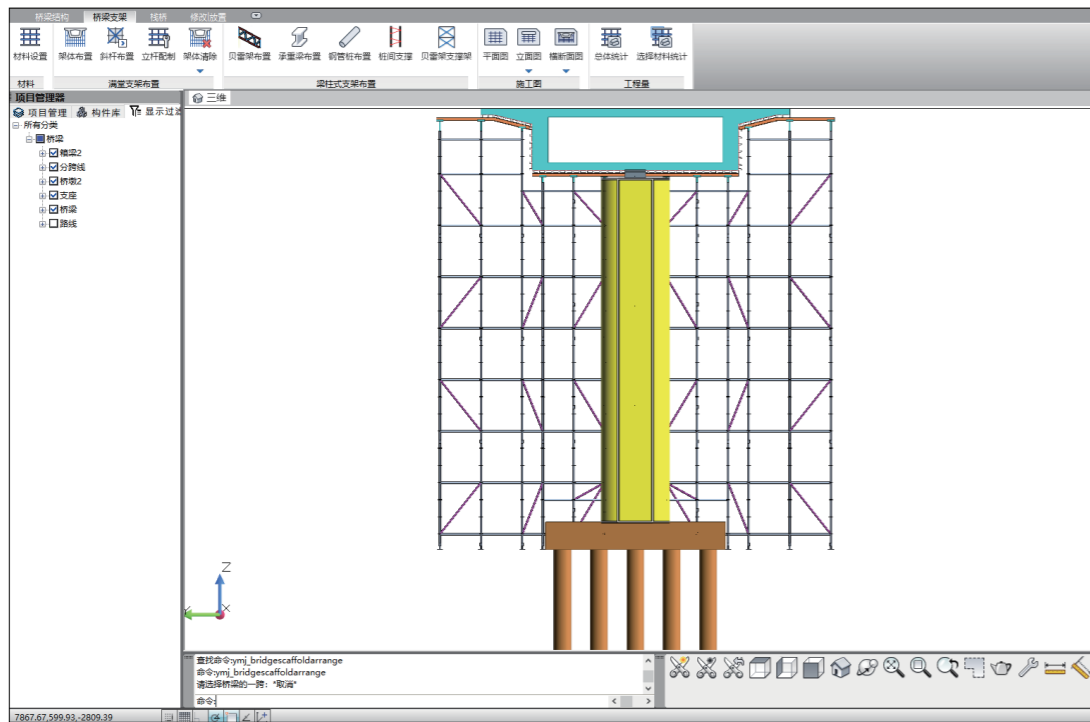 桥梁结构 桥梁支架 栈桥 修改|放置
材料设置 架体布置 斜杆布置 立杆配制 架体清除 贝雷架布置 承重梁布置 钢管桩布置 桩间支撑 贝雷架支撑架 平面图 立面图 横断面图 总体统计 选择材料统计
材料 满堂支架布置 梁柱式支架布置 施工图 工程量
项目管理器
项目管理 构件库 显示过滤
三维
所有分类
桥梁
箱梁2
分跨线
桥墩2
支座
桥梁
路线
Z
Y X
查找命令:ymj_bridgescaffoldarrange
命令:ymj_bridgescaffoldarrange
请选择桥梁的一跨: *取消*
命令:
7867.67,599.93,-2809.39